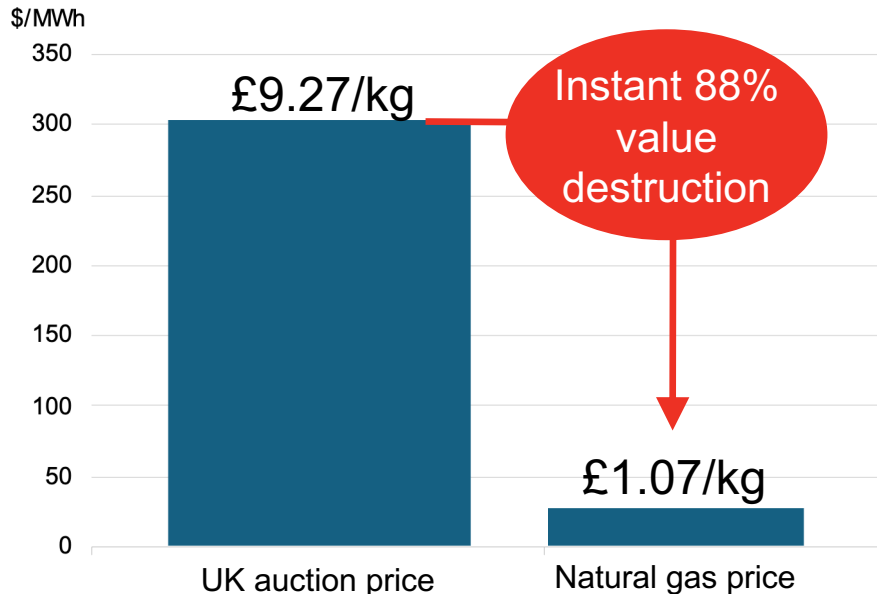 $/MWh
350
300
250
200
150
100
50
0
£9.27/kg
Instant 88%
value
destruction
£1.07/kg
UK auction price
Natural gas price